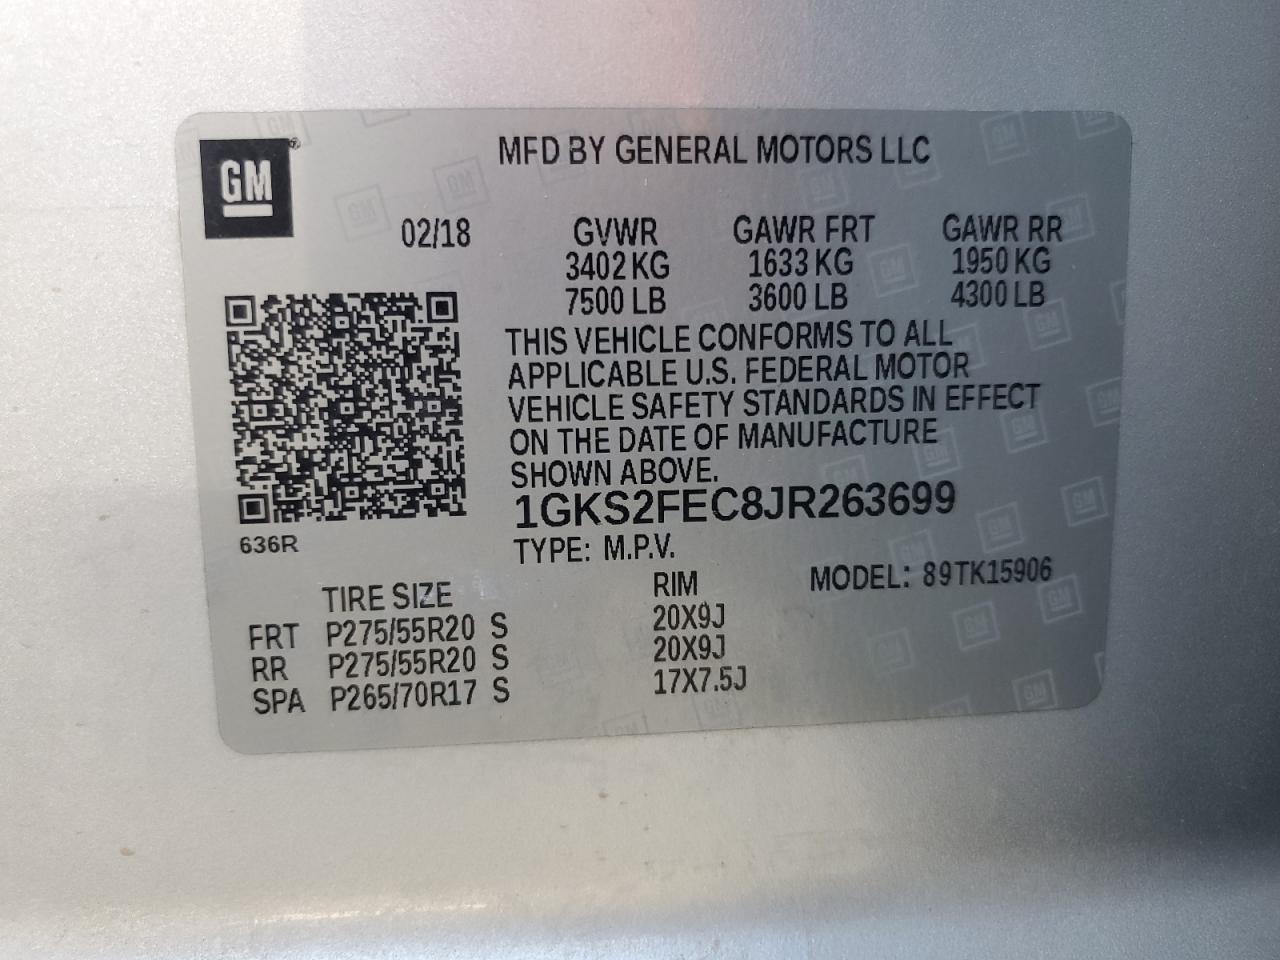 GM
MFD BY GENERAL MOTORS LLC
02/18 GVWR GAWR FRT GAWR RR
3402 KG 1633 KG 1950 KG
7500 LB 3600 LB 4300 LB
THIS VEHICLE CONFORMS TO ALL
APPLICABLE U.S. FEDERAL MOTOR
VEHICLE SAFETY STANDARDS IN EFFECT
ON THE DATE OF MANUFACTURE
SHOWN ABOVE.
1GKS2FEC8JR263699
636R
TYPE: M.P.V.
MODEL: 89TK15906
TIRE SIZE RIM
FRT P275/55R20 S 20X9J
RR P275/55R20 S 20X9J
SPA P265/70R17 S 17X7.5J